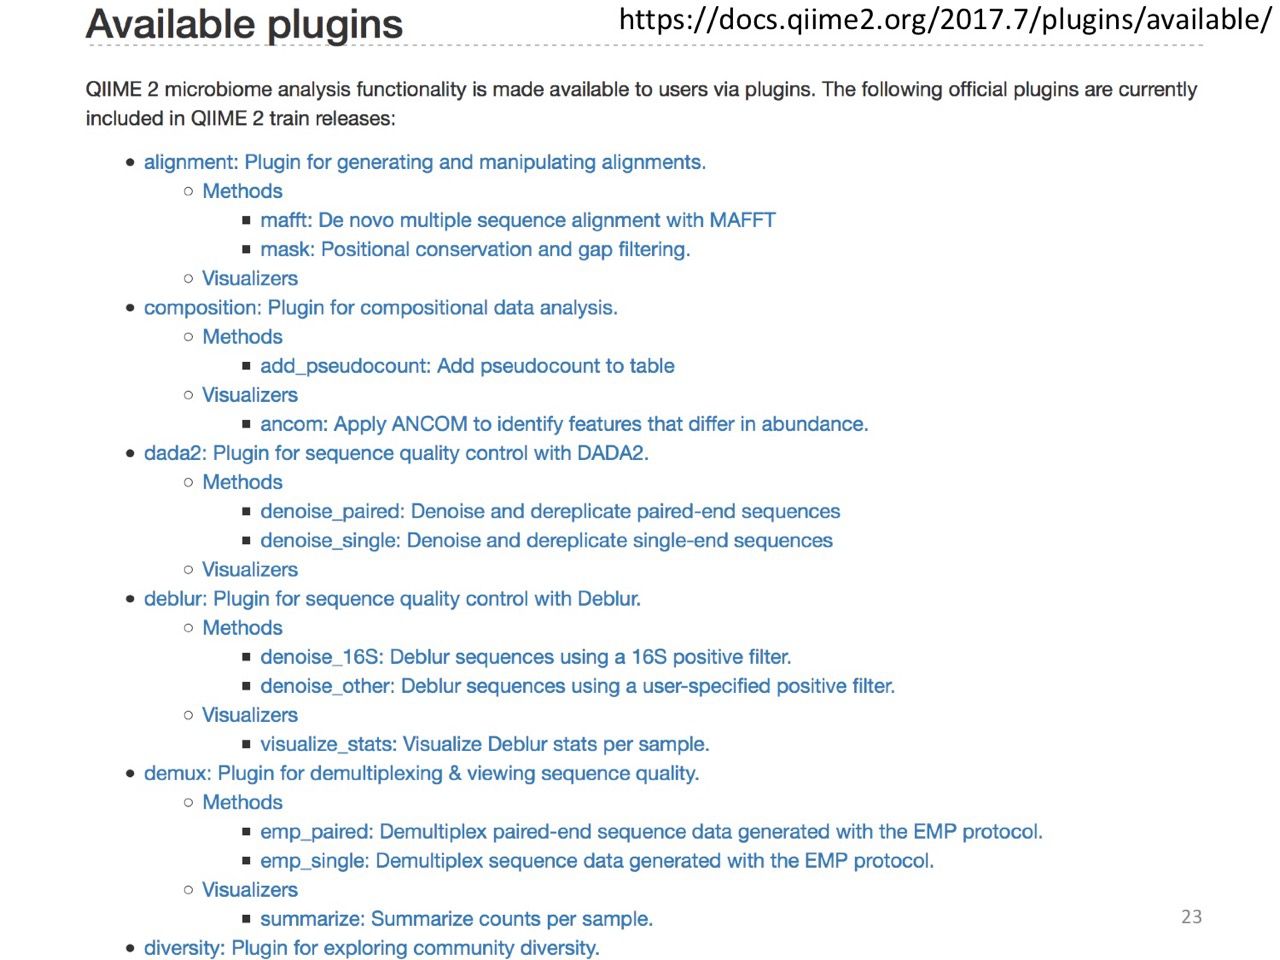 Available plugins
https://docs.qiime2.org/2017.7/plugins/available/
QIIME 2 microbiome analysis functionality is made available to users via plugins. The following official plugins are currently
included in QIIME 2 train releases:
• alignment: Plugin for generating and manipulating alignments.
○ Methods
▪ mafft: De novo multiple sequence alignment with MAFFT
▪ mask: Positional conservation and gap filtering.
○ Visualizers
• composition: Plugin for compositional data analysis.
○ Methods
▪ add_pseudocount: Add pseudocount to table
○ Visualizers
▪ ancom: Apply ANCOM to identify features that differ in abundance.
• dada2: Plugin for sequence quality control with DADA2.
○ Methods
▪ denoise_paired: Denoise and dereplicate paired-end sequences
▪ denoise_single: Denoise and dereplicate single-end sequences
○ Visualizers
• deblur: Plugin for sequence quality control with Deblur.
○ Methods
▪ denoise_16S: Deblur sequences using a 16S positive filter.
▪ denoise_other: Deblur sequences using a user-specified positive filter.
○ Visualizers
▪ visualize_stats: Visualize Deblur stats per sample.
• demux: Plugin for demultiplexing & viewing sequence quality.
○ Methods
▪ emp_paired: Demultiplex paired-end sequence data generated with the EMP protocol.
▪ emp_single: Demultiplex sequence data generated with the EMP protocol.
○ Visualizers
▪ summarize: Summarize counts per sample.
• diversity: Plugin for exploring community diversity.
23